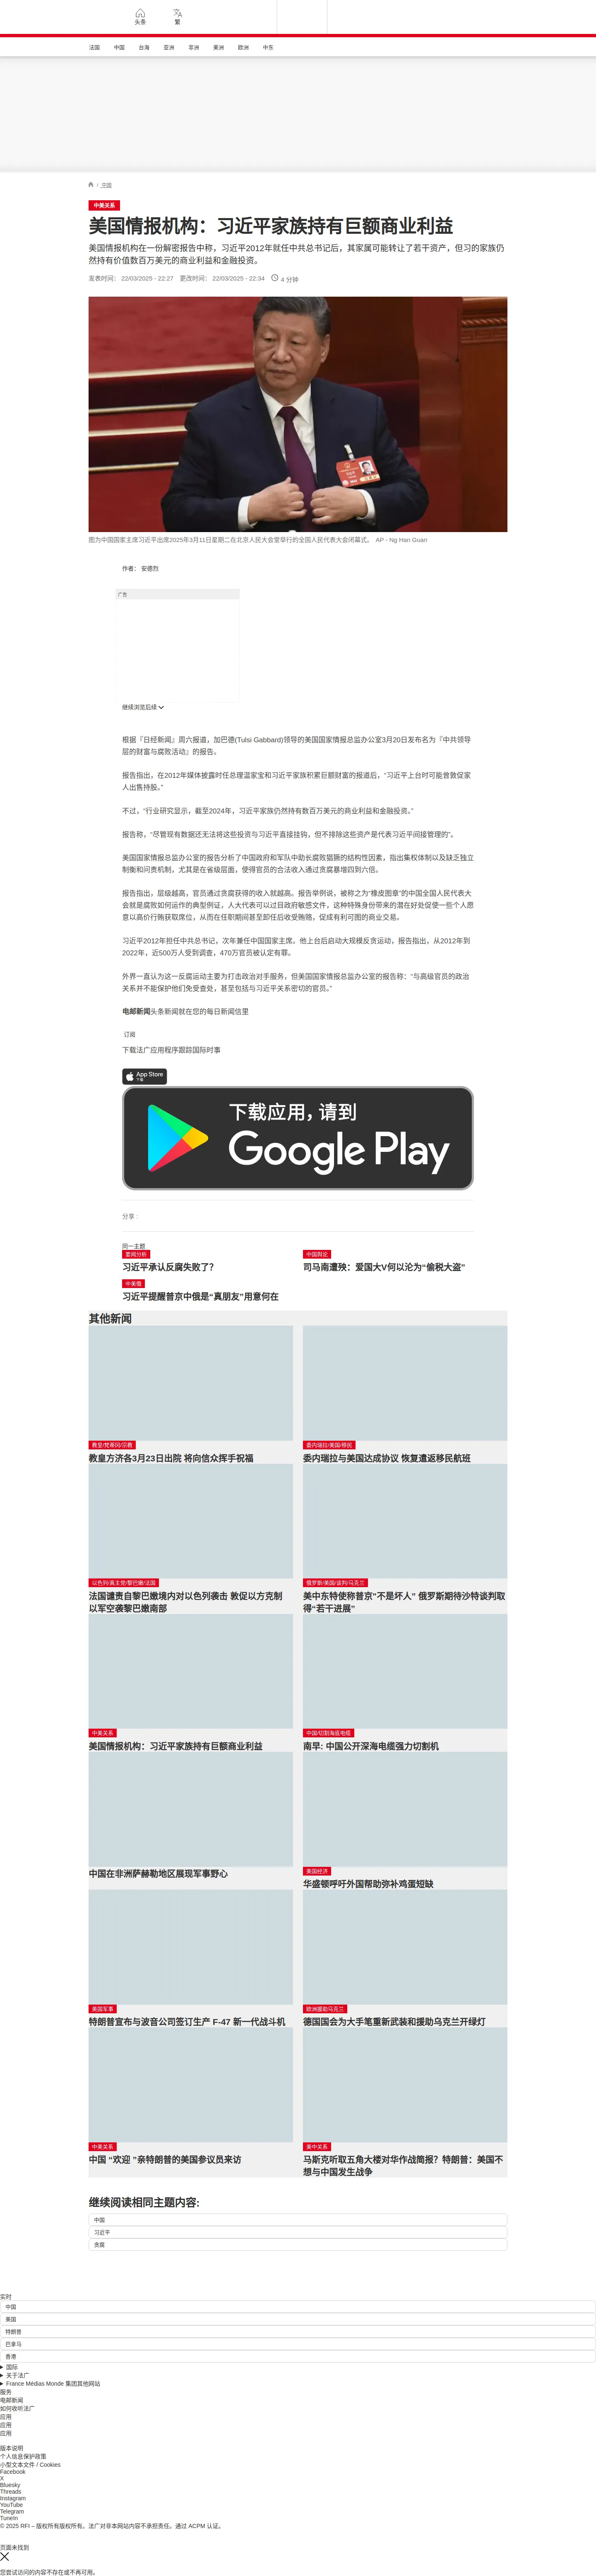 头条
繁
法国 中国 台海 亚洲 非洲 美洲 欧洲 中东
/ 中国
中美关系
美国情报机构：习近平家族持有巨额商业利益
美国情报机构在一份解密报告中称，习近平2012年就任中共总书记后，其家属可能转让了若干资产，但习的家族仍
然持有价值数百万美元的商业利益和金融投资。
发表时间： 22/03/2025 - 22:27 更改时间： 22/03/2025 - 22:34 4 分钟
图为中国国家主席习近平出席2025年3月11日星期二在北京人民大会堂举行的全国人民代表大会闭幕式。 AP - Ng Han Guan
作者： 安德烈
广告
继续浏览后续
根据『日经新闻』周六报道，加巴德(Tulsi Gabbard)领导的美国国家情报总监办公室3月20日发布名为『中共领导
层的财富与腐败活动』的报告。
报告指出，在2012年媒体披露时任总理温家宝和习近平家族积累巨额财富的报道后，“习近平上台时可能曾敦促家
人出售持股。”
不过，“行业研究显示，截至2024年，习近平家族仍然持有数百万美元的商业利益和金融投资。”
报告称，“尽管现有数据还无法将这些投资与习近平直接挂钩，但不排除这些资产是代表习近平间接管理的”。
美国国家情报总监办公室的报告分析了中国政府和军队中助长腐败猖獗的结构性因素，指出集权体制以及缺乏独立
制衡和问责机制，尤其是在省级层面，使得官员的合法收入通过贪腐暴增四到六倍。
报告指出，层级越高，官员通过贪腐获得的收入就越高。报告举例说，被称之为“橡皮图章”的中国全国人民代表大
会就是腐败如何运作的典型例证，人大代表可以过目政府敏感文件，这种特殊身份带来的潜在好处促使一些个人愿
意以高价行贿获取席位，从而在任职期间甚至卸任后收受贿赂，促成有利可图的商业交易。
习近平2012年担任中共总书记，次年兼任中国国家主席。他上台后启动大规模反贪运动，报告指出，从2012年到
2022年，近500万人受到调查，470万官员被认定有罪。
外界一直认为这一反腐运动主要为打击政治对手服务，但美国国家情报总监办公室的报告称：“与高级官员的政治
关系并不能保护他们免受查处，甚至包括与习近平关系密切的官员。”
电邮新闻头条新闻就在您的每日新闻信里
订阅
下载法广应用程序跟踪国际时事
App Store
下载
下载应用，请到
Google Play
分享 :
同一主题
要闻分析
习近平承认反腐失败了？
中国舆论
司马南遭殃：爱国大V何以沦为“偷税大盗”
中美俄
习近平提醒普京中俄是“真朋友”用意何在
其他新闻
教皇/梵蒂冈/宗教
教皇方济各3月23日出院 将向信众挥手祝福
委内瑞拉/美国/移民
委内瑞拉与美国达成协议 恢复遣返移民航班
以色列/真主党/黎巴嫩/法国
法国谴责自黎巴嫩境内对以色列袭击 敦促以方克制
以军空袭黎巴嫩南部
俄罗斯/美国/谈判/乌克兰
美中东特使称普京“不是坏人” 俄罗斯期待沙特谈判取
得“若干进展”
中美关系
美国情报机构：习近平家族持有巨额商业利益
中国/切割海底电缆
南早: 中国公开深海电缆强力切割机
中国在非洲萨赫勒地区展现军事野心
美国经济
华盛顿呼吁外国帮助弥补鸡蛋短缺
美国军事
特朗普宣布与波音公司签订生产 F-47 新一代战斗机
欧洲援助乌克兰
德国国会为大手笔重新武装和援助乌克兰开绿灯
中美关系
中国 “欢迎 ”亲特朗普的美国参议员来访
美中关系
马斯克听取五角大楼对华作战简报？特朗普：美国不
想与中国发生战争
继续阅读相同主题内容:
中国
习近平
贪腐
实时
中国
美国
特朗普
巴拿马
香港
国际
关于法广
France Médias Monde 集团其他网站
服务
电邮新闻
如何收听法广
应用
应用
应用
版本说明
个人信息保护政策
小型文本文件 / Cookies
Facebook
X
Bluesky
Threads
Instagram
YouTube
Telegram
TuneIn
© 2025 RFI – 版权所有版权所有。法广对非本网站内容不承担责任。通过 ACPM 认证。
页面未找到
您尝试访问的内容不存在或不再可用。